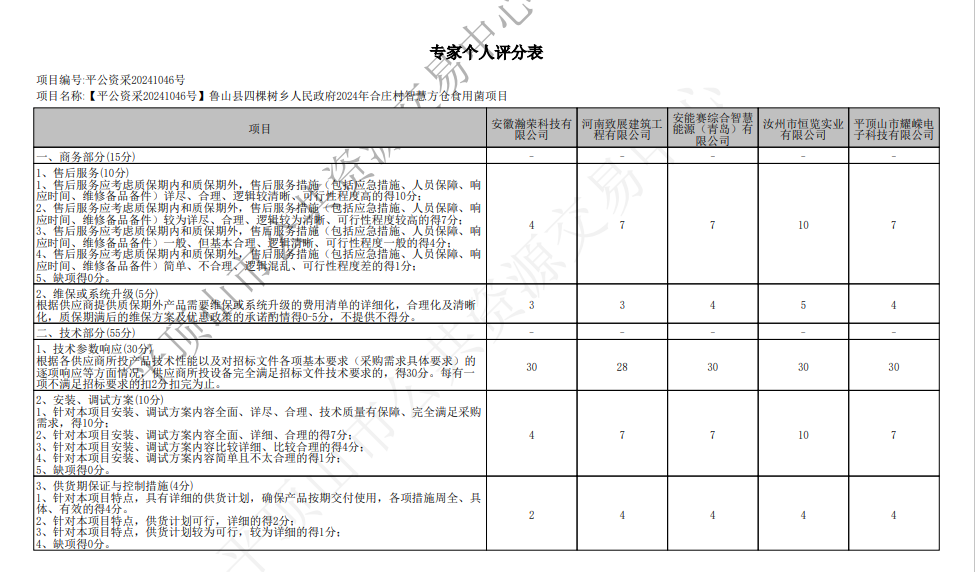 专家个人评分表
项目编号:平公资采20241046号
项目名称:【平公资采20241046号】鲁山县四棵树乡人民政府2024年合庄村智慧方仓食用菌项目
项目 安徽瀚荣科技有限公司 河南致展建筑工程有限公司 安能赛综合智慧能源（青岛）有限公司 汝州市恒览实业有限公司 平顶山市耀嵘电子科技有限公司
一、商务部分(15分) - - - - -
1、售后服务(10分)
1、售后服务应考虑质保期内和质保期外，售后服务措施（包括应急措施、人员保障、响
应时间、维修备品备件）详尽、合理、逻辑较清晰、可行性程度高的得10分；
2、售后服务应考虑质保期内和质保期外，售后服务措施（包括应急措施、人员保障、响
应时间、维修备品备件）较为详尽、合理、逻辑较为清晰、可行性程度较高的得7分；
3、售后服务应考虑质保期内和质保期外，售后服务措施（包括应急措施、人员保障、响
应时间、维修备品备件）一般、但基本合理、逻辑清晰、可行性程度一般的得4分；
4、售后服务应考虑质保期内和质保期外，售后服务措施（包括应急措施、人员保障、响
应时间、维修备品备件）简单、不合理、逻辑混乱、可行性程度差的得1分；
5、缺项得0分。
4 7 7 10 7
2、维保或系统升级(5分)
根据供应商提供质保期外产品需要维保或系统升级的费用清单的详细化，合理化及清晰
化，质保期满后的维保方案及优惠政策的承诺酌情得0-5分，不提供不得分。
3 3 4 5 4
二、技术部分(55分) - - - - -
1、技术参数响应(30分)
根据各供应商所投产品技术性能以及对招标文件各项基本要求（采购需求具体要求）的
逐项响应等方面情况，供应商所投设备完全满足招标文件技术要求的，得30分。每有一
项不满足招标要求的扣2分扣完为止。
30 28 30 30 30
2、安装、调试方案(10分)
1、针对本项目安装、调试方案内容全面、详尽、合理、技术质量有保障、完全满足采购
需求，得10分；
2、针对本项目安装、调试方案内容全面、详细、合理的得7分；
3、针对本项目安装、调试方案内容比较详细、比较合理的得4分；
4、针对本项目安装、调试方案内容简单且不太合理的得1分；
5、缺项得0分。
4 7 7 10 7
3、供货期保证与控制措施(4分)
1、针对本项目特点，具有详细的供货计划，确保产品按期交付使用，各项措施周全、具
体、有效的得4分。
2、针对本项目特点，供货计划可行，详细的得2分；
3、针对本项目特点，供货计划较为可行，较为详细的得1分；
4、缺项得0分。
2 4 4 4 4
平顶山市公共资源交易中心
平顶山市公共资源交易中心